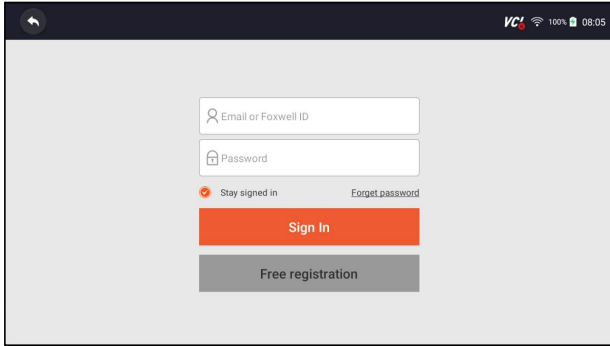 VCI 100% 08:05
Email or Foxwell ID
Password
Stay signed in Forget password
Sign In
Free registration